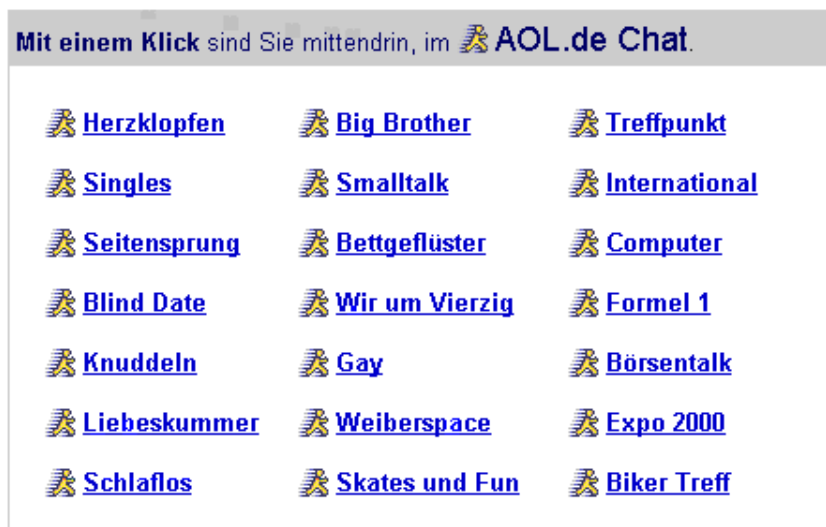 Mit einem Klick sind Sie mittendrin, im AOL.de Chat.
Herzklopfen Big Brother Treffpunkt
Singles Smalltalk International
Seitensprung Bettgeflüster Computer
Blind Date Wir um Vierzig Formel 1
Knuddeln Gay Börsentalk
Liebeskummer Weiberspace Expo 2000
Schlaflos Skates und Fun Biker Treff